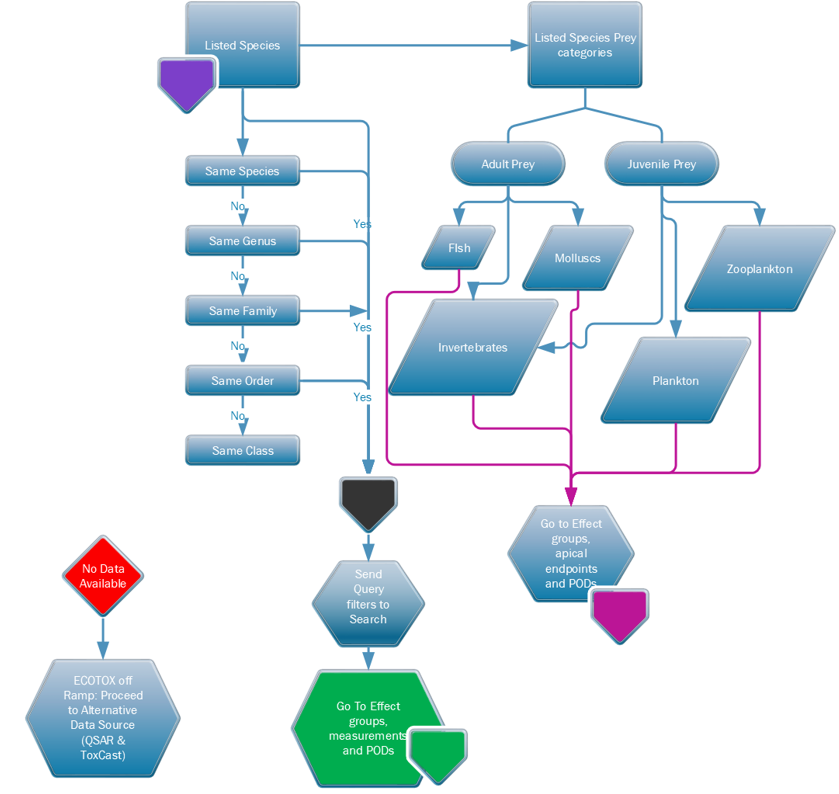 Listed Species
Listed Species Prey
categories
Adult Prey
Juvenile Prey
Same Species
No
Yes
Same Genus
FIsh
Molluscs
Zooplankton
No
Same Family
Yes
Invertebrates
No
Same Order
Plankton
Yes
No
Same Class
Go to Effect
groups,
apical
endpoints
and PODs
No Data
Available
Send
Query
filters to
Search
ECOTOX off
Ramp: Proceed
to Alternative
Data Source
(QSAR &
ToxCast)
Go To Effect
groups,
measurements
and PODs